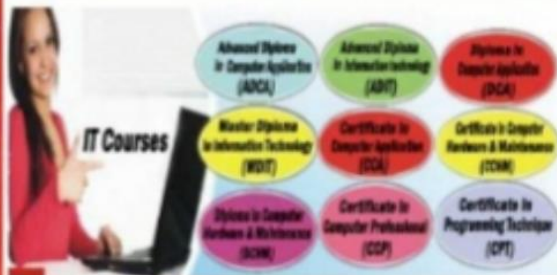 IT Courses
Advanced Diploma
in Computer Application
(ADCA)
Advanced Diploma
in Information technology
(ADIT)
Diploma in
Computer Application
(DCA)
Master Diploma
in Information Technology
(MDIT)
Certificate in
Computer Application
(CCA)
Certificate in Computer
Hardware & Maintenance
(CCHM)
Diploma in Computer
Hardware & Maintenance
(DCHM)
Certificate in
Computer Professional
(CCP)
Certificate in
Programming Technique
(CPT)